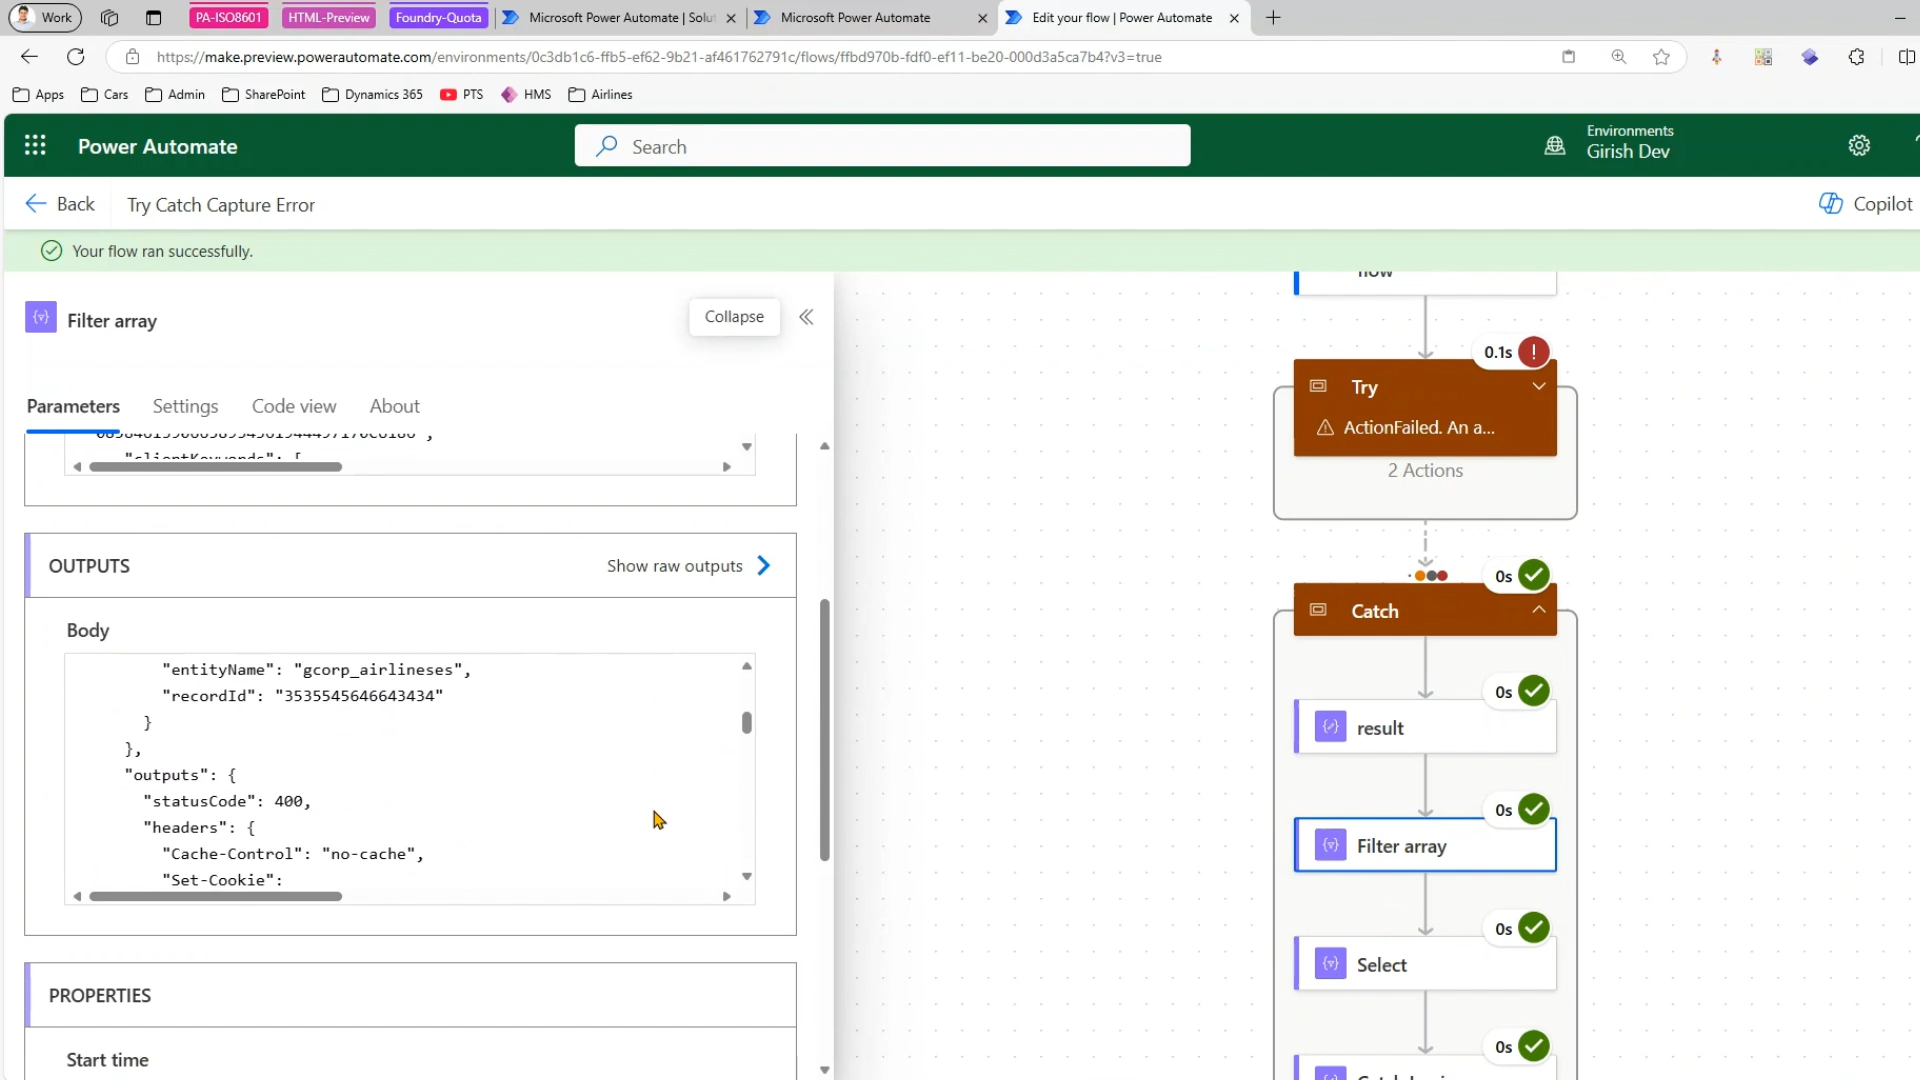 Work
PA-ISO8601
HTML-Preview
Foundry-Quota
Microsoft Power Automate | Solu
Microsoft Power Automate
Edit your flow | Power Automate
https://make.preview.powerautomate.com/environments/0c3db1c6-ffb5-ef62-9b21-af461762791c/flows/ffbd970b-fdf0-ef11-be20-000d3a5ca7b4?v3=true
Apps
Cars
Admin
SharePoint
Dynamics 365
PTS
HMS
Airlines
Power Automate
Search
Environments
Girish Dev
Back
Try Catch Capture Error
Copilot
Your flow ran successfully.
Filter array
Collapse
Parameters
Settings
Code view
About
"clientKeywords": [
OUTPUTS
Show raw outputs
Body
"entityName": "gcorp_airlineses",
"recordId": "3535545646643434"
}
},
"outputs": {
"statusCode": 400,
"headers": {
"Cache-Control": "no-cache",
"Set-Cookie":
PROPERTIES
Start time
flow
0.1s
Try
ActionFailed. An a...
2 Actions
0s
Catch
0s
result
0s
Filter array
0s
Select
0s